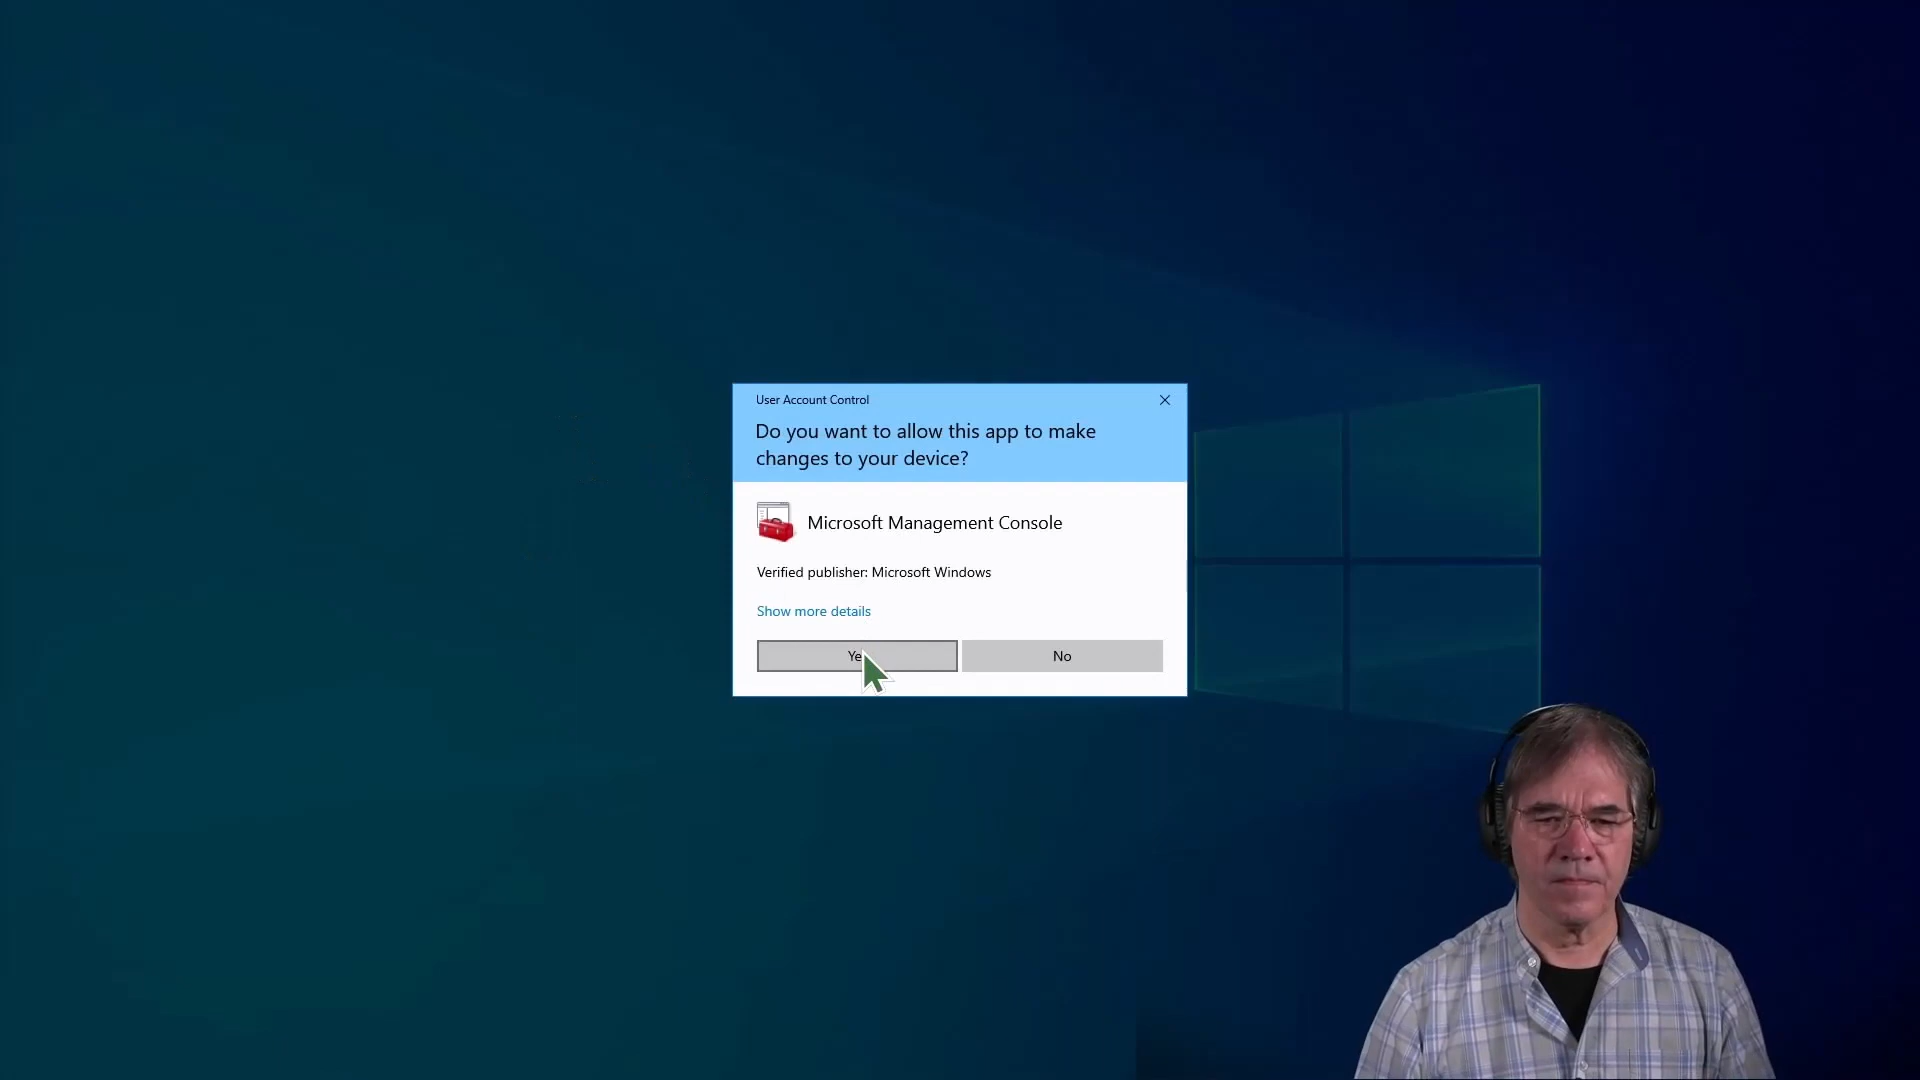 User Account Control
Do you want to allow this app to make
changes to your device?
Microsoft Management Console
Verified publisher: Microsoft Windows
Show more details
No